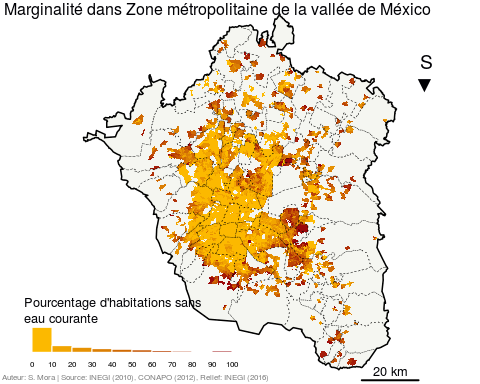 Marginalité dans Zone métropolitaine de la vallée de México
S
Pourcentage d'habitations sans
eau courante
0 10 20 30 40 50 60 70 80 90 100
20 km
Auteur: S. Mora | Source: INEGI (2010), CONAPO (2012), Relief: INEGI (2016)